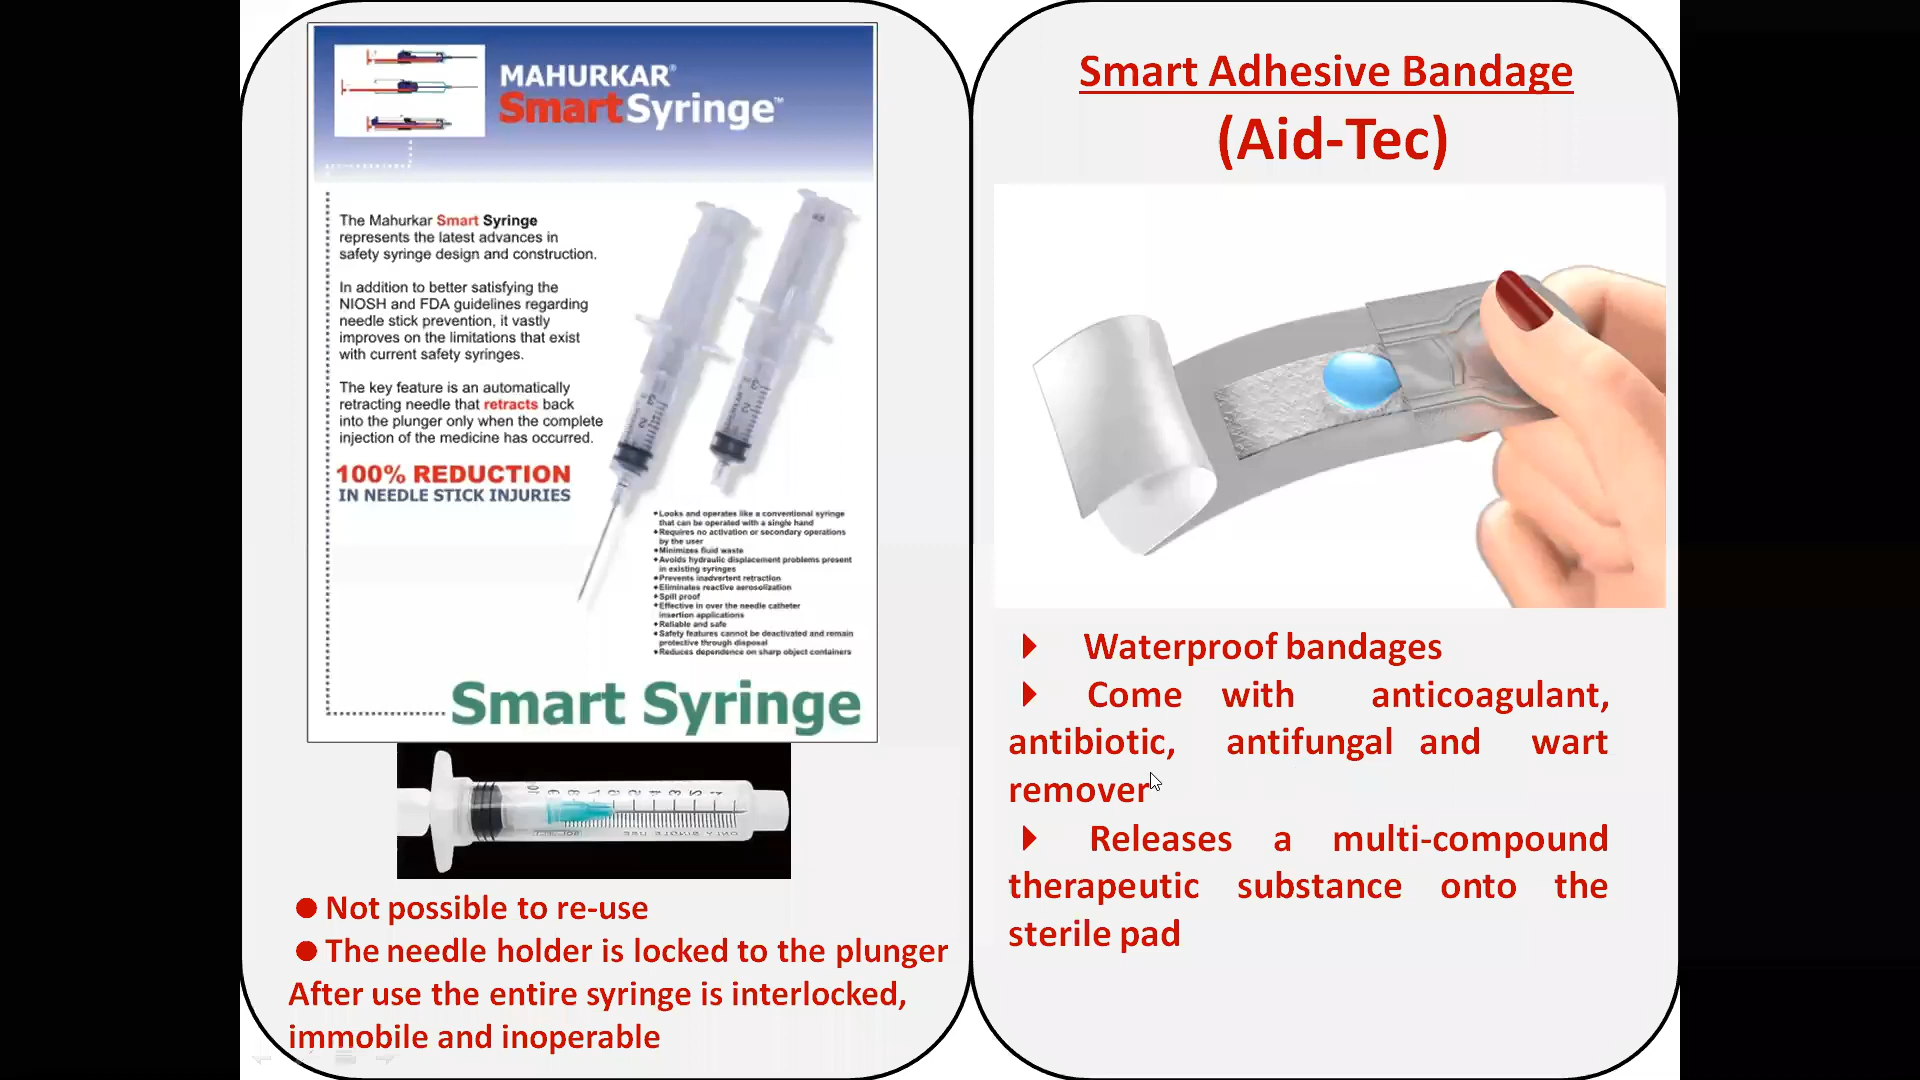 MAHURKAR®
SmartSyringe™
The Mahurkar Smart Syringe
represents the latest advances in
safety syringe design and construction.
In addition to better satisfying the
NIOSH and FDA guidelines regarding
needle stick prevention, it vastly
improves on the limitations that exist
with current safety syringes.
The key feature is an automatically
retracting needle that retracts back
into the plunger only when the complete
injection of the medicine has occurred.
100% REDUCTION
IN NEEDLE STICK INJURIES
Looks and operates like a conventional syringe
that can be operated with a single hand
Requires no activation or secondary operations
by the user
Minimizes fluid waste
Avoids hydraulic displacement problems present
in existing syringes
Prevents inadvertent retraction
Eliminates reactive aerosolization
Spill proof
Effective in over the needle catheter
insertion applications
Reliable and safe
Safety features cannot be deactivated and remain
protective through disposal
Reduces dependence on sharp object containers
Smart Syringe
● Not possible to re-use
● The needle holder is locked to the plunger
After use the entire syringe is interlocked,
immobile and inoperable
Smart Adhesive Bandage
(Aid-Tec)
Waterproof bandages
Come with anticoagulant,
antibiotic, antifungal and wart
remover
Releases a multi-compound
therapeutic substance onto the
sterile pad